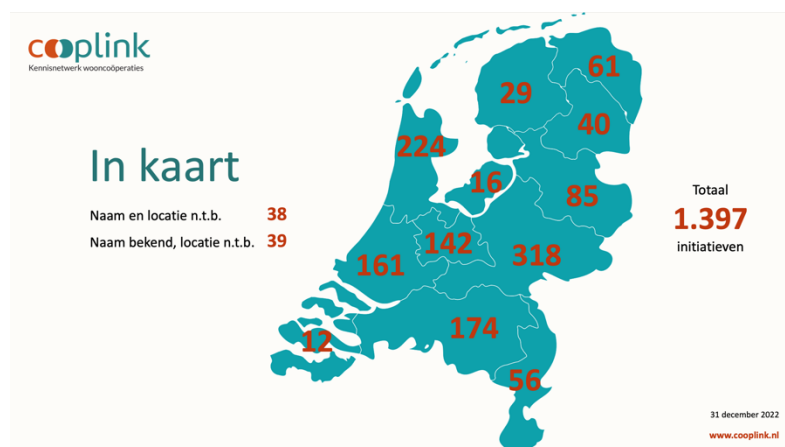 cooplink
Kennisnetwerk wooncoöperaties
In kaart
Naam en locatie n.t.b. 38
Naam bekend, locatie n.t.b. 39
61
29
40
224
16
85
142
318
161
174
12
56
Totaal
1.397
initiatieven
31 december 2022
www.cooplink.nl